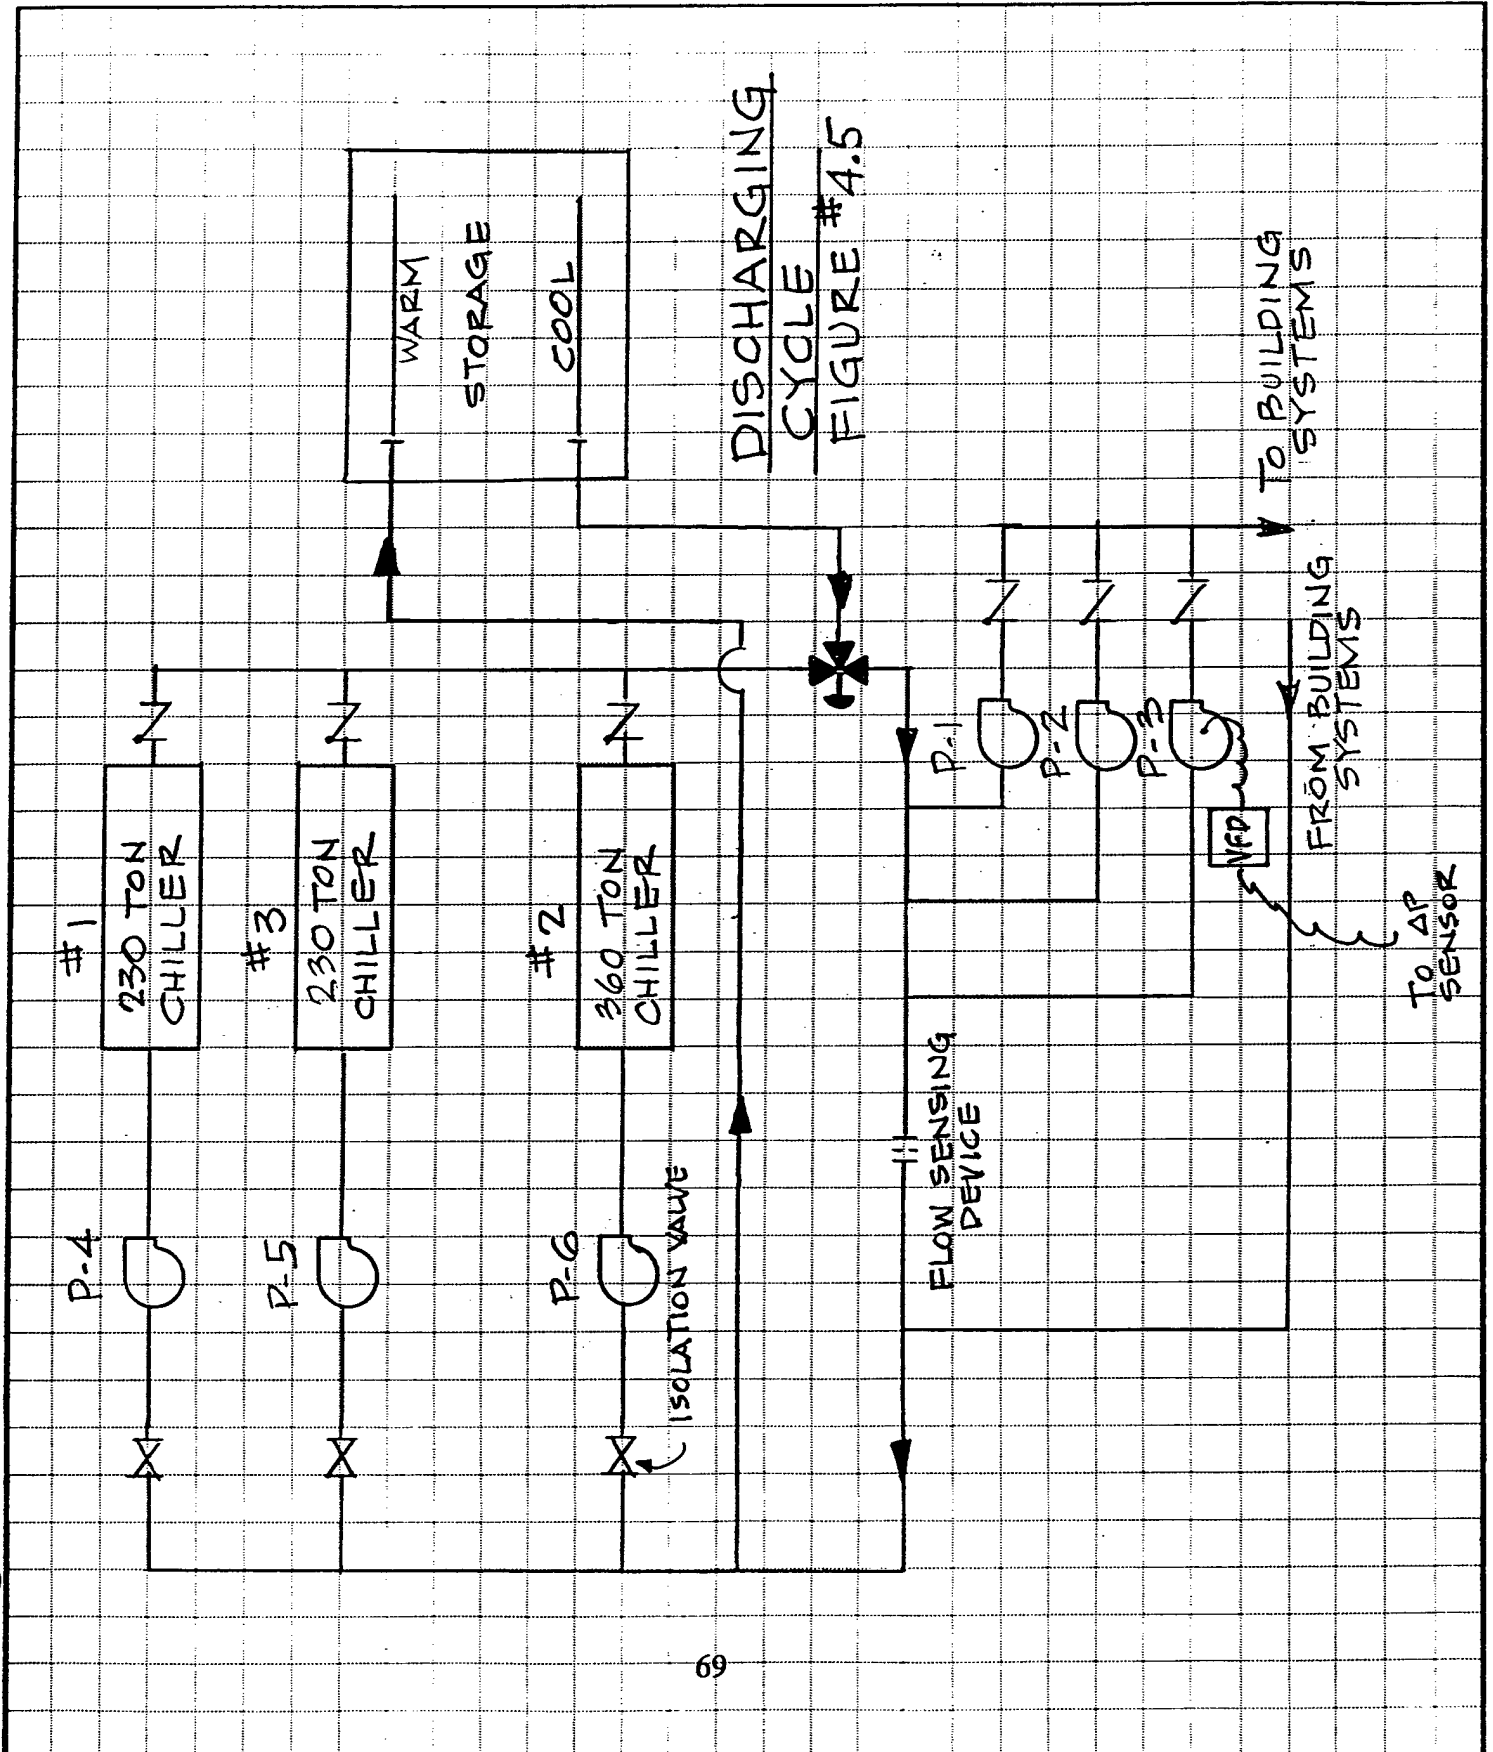 #1
230 TON
CHILLER
#3
230 TON
CHILLER
#2
360 TON
CHILLER
P-4
P-5
P-6
ISOLATION VALVE
WARM
STORAGE
COOL
DISCHARGING
CYCLE
FIGURE #4.5
P-1
P-2
P-3
VFD
FLOW SENSING
DEVICE
TO BUILDING
SYSTEMS
FROM BUILDING
SYSTEMS
TO ΔP
SENSOR
69